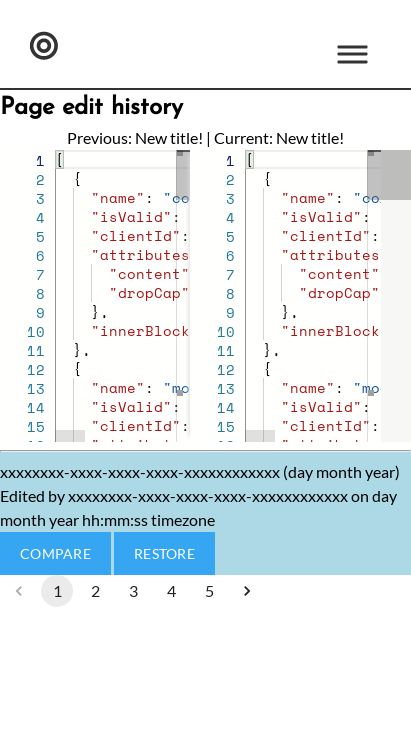 Page edit history
Previous: New title! | Current: New title!
1 [
2 {
3 "name": "co
4 "isValid":
5 "clientId":
6 "attributes
7 "content"
8 "dropCap"
9 },
10 "innerBlock
11 },
12 {
13 "name": "mo
14 "isValid":
15 "clientId":
1 [
2 {
3 "name": "co
4 "isValid":
5 "clientId":
6 "attributes
7 "content"
8 "dropCap"
9 },
10 "innerBlock
11 },
12 {
13 "name": "mo
14 "isValid":
15 "clientId":
xxxxxxxx-xxxx-xxxx-xxxx-xxxxxxxxxxxx (day month year)
Edited by xxxxxxxx-xxxx-xxxx-xxxx-xxxxxxxxxxxx on day
month year hh:mm:ss timezone
COMPARE RESTORE
1 2 3 4 5